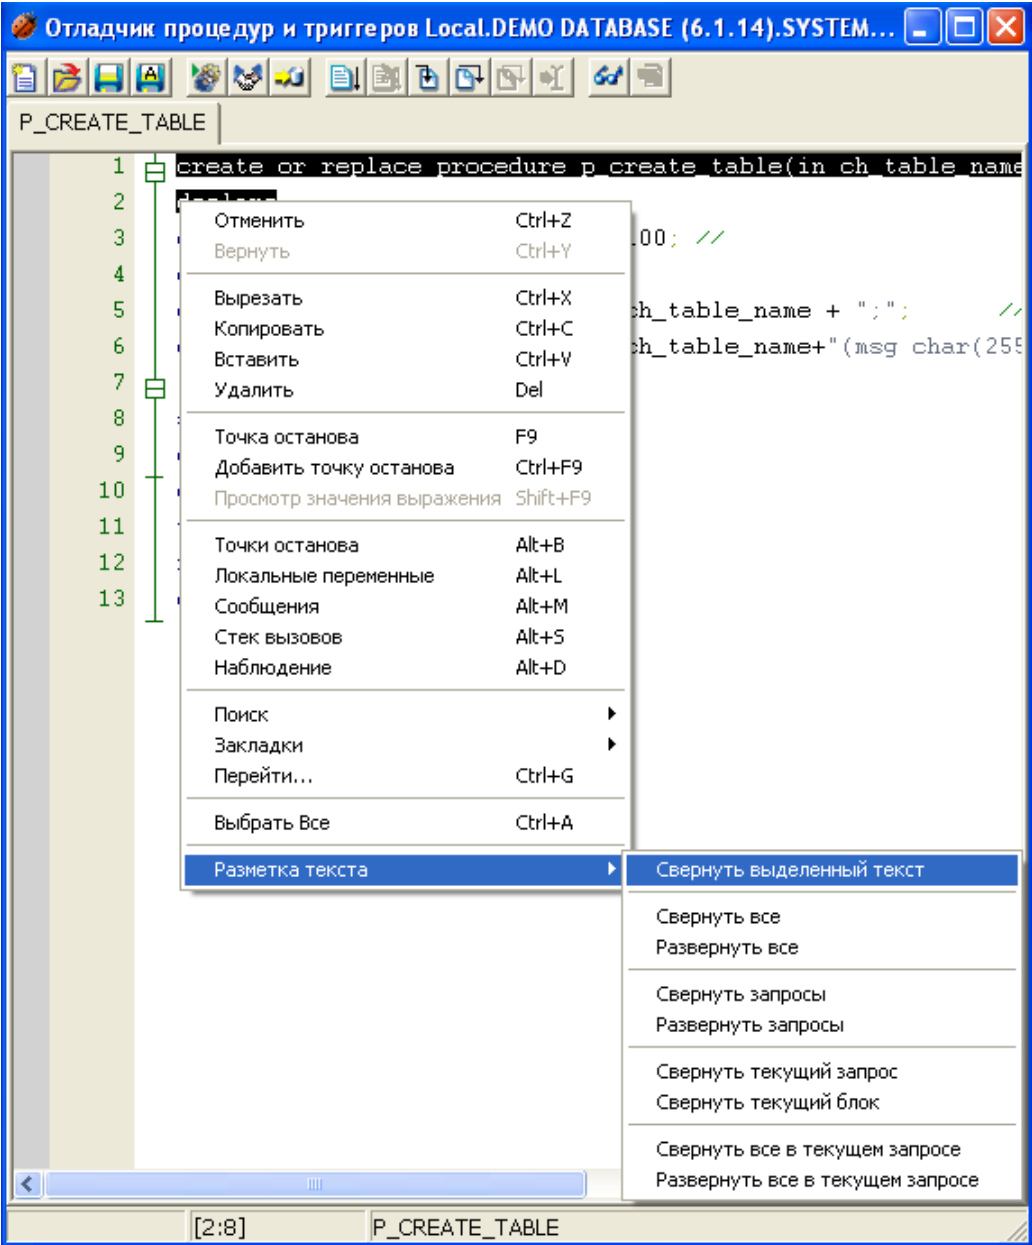 Отладчик процедур и триггеров Local.DEMO DATABASE (6.1.14).SYSTEM...
P_CREATE_TABLE
1 create or replace procedure p_create_table(in ch_table_name
2
3 00; //
4
5 ch_table_name + ";"; //
6 ch_table_name+"(msg char(255
7
8
9
10
11
12
13
Отменить Ctrl+Z
Вернуть Ctrl+Y
Вырезать Ctrl+X
Копировать Ctrl+C
Вставить Ctrl+V
Удалить Del
Точка останова F9
Добавить точку останова Ctrl+F9
Просмотр значения выражения Shift+F9
Точки останова Alt+B
Локальные переменные Alt+L
Сообщения Alt+M
Стек вызовов Alt+S
Наблюдение Alt+D
Поиск
Закладки
Перейти... Ctrl+G
Выбрать Все Ctrl+A
Разметка текста
Свернуть выделенный текст
Свернуть все
Развернуть все
Свернуть запросы
Развернуть запросы
Свернуть текущий запрос
Свернуть текущий блок
Свернуть все в текущем запросе
Развернуть все в текущем запросе
[2:8] P_CREATE_TABLE